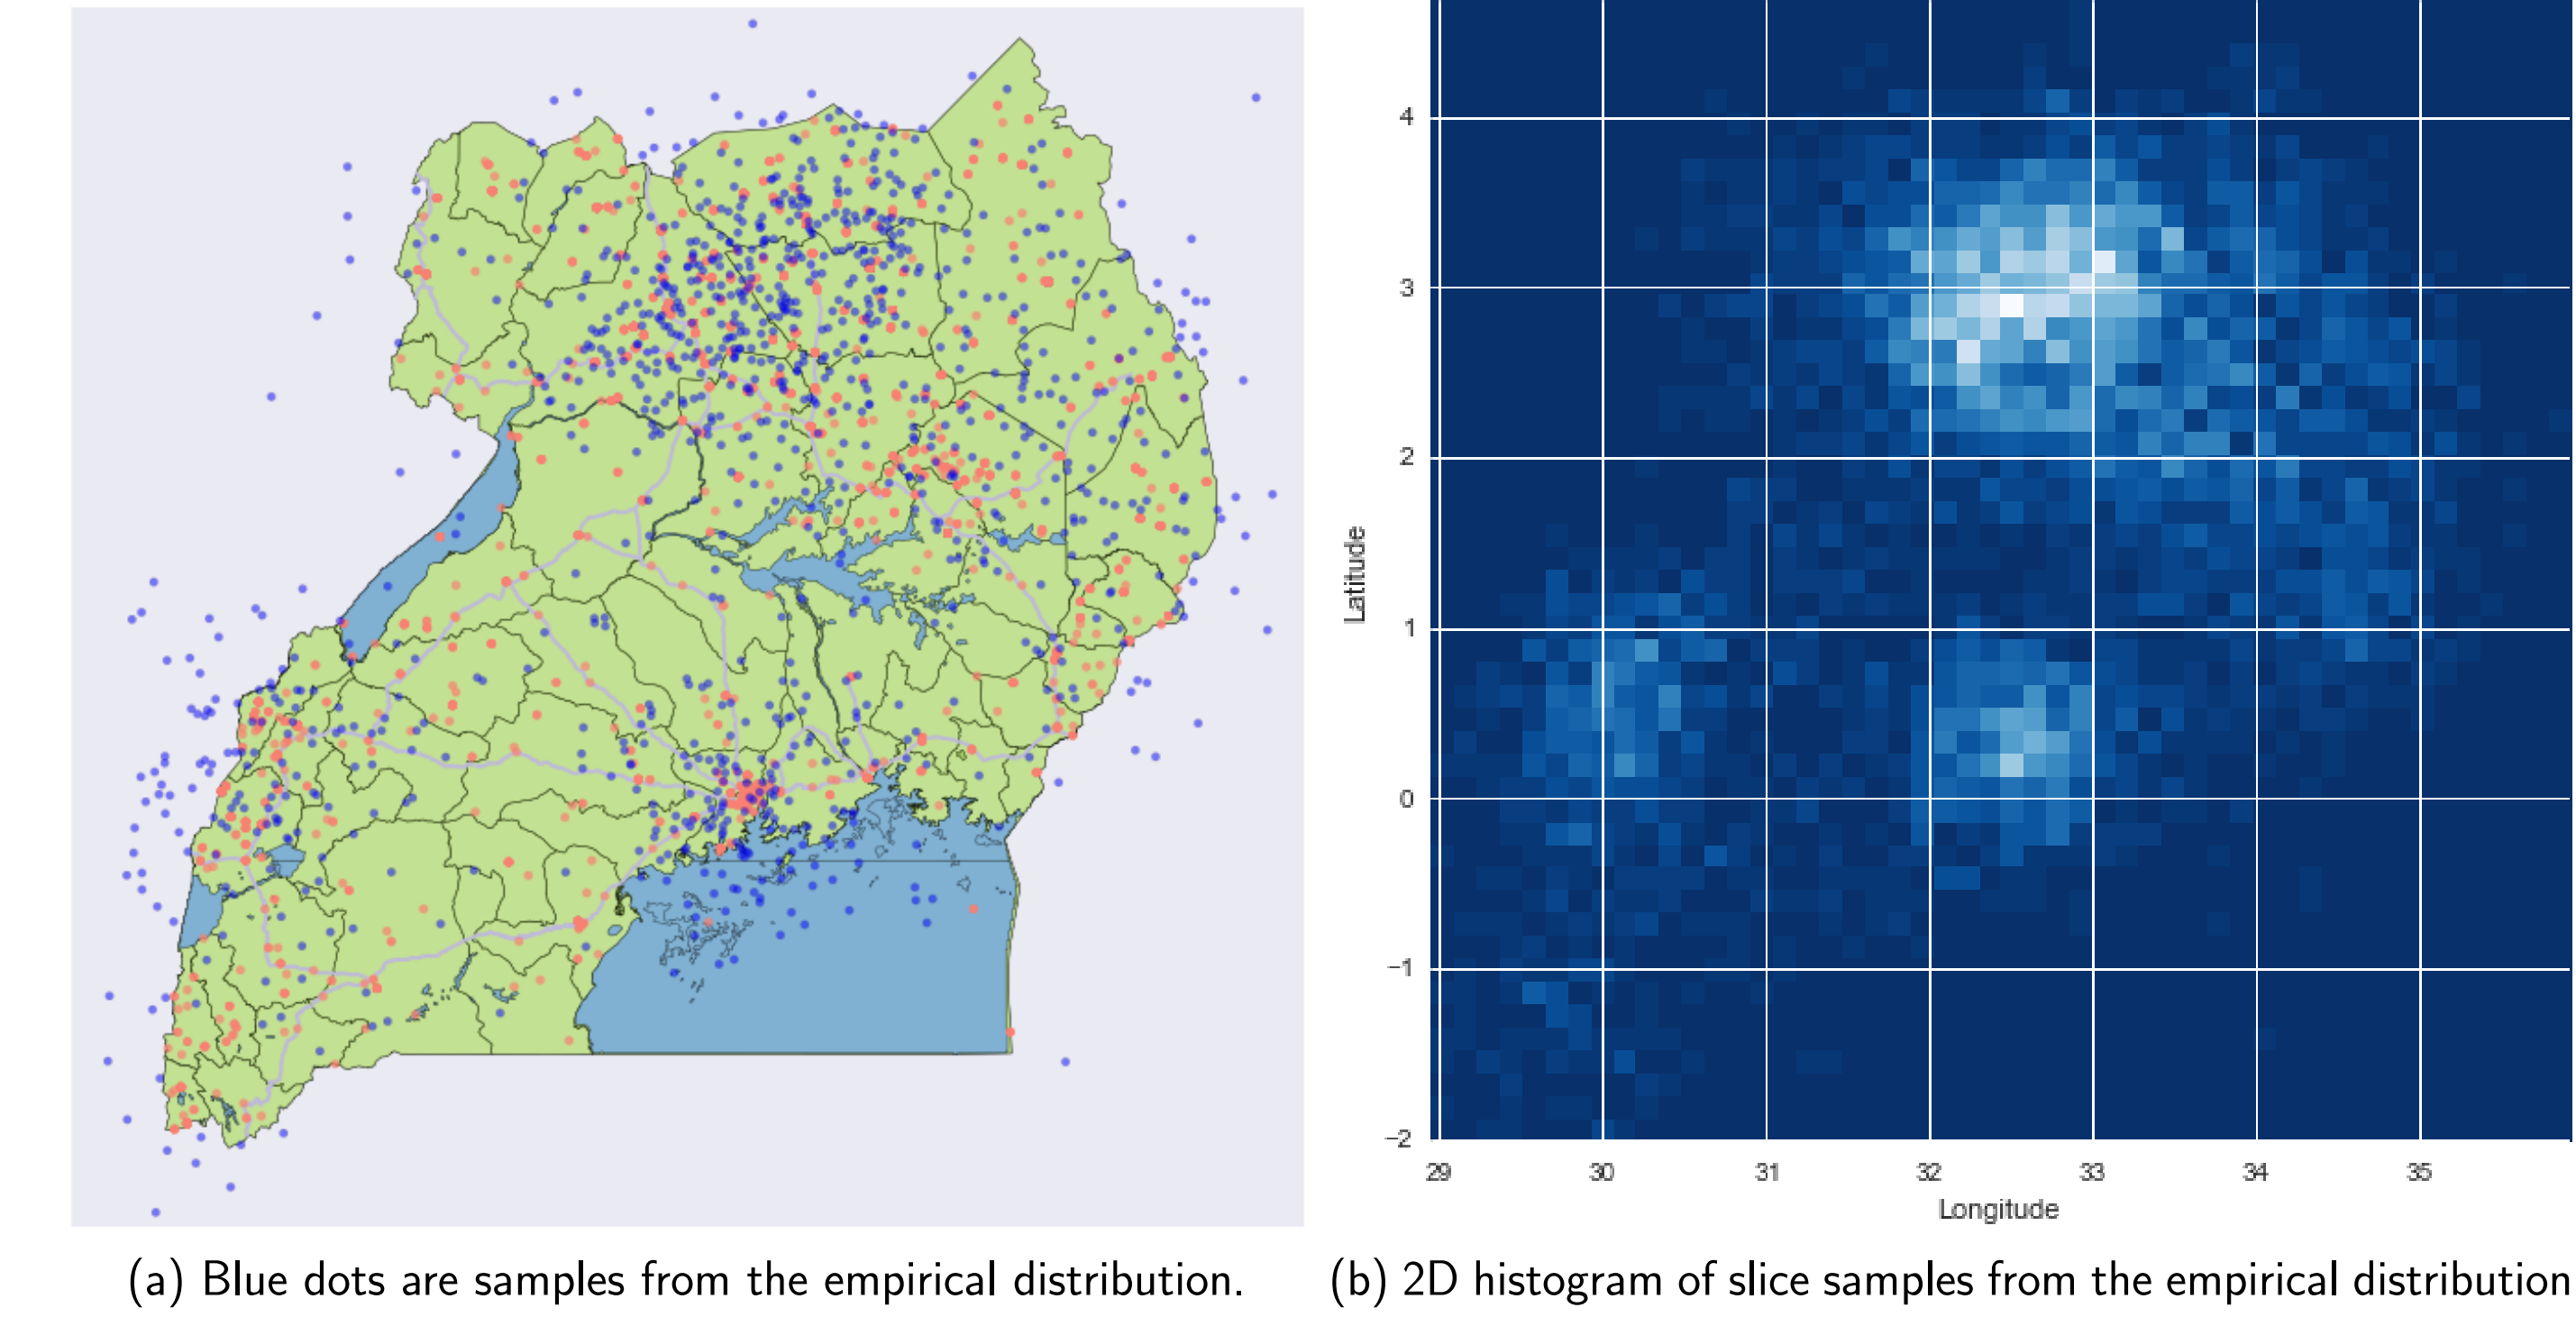 4
3
2
1
0
−1
−2
Latitude
29 30 31 32 33 34 35
Longitude
(a) Blue dots are samples from the empirical distribution.
(b) 2D histogram of slice samples from the empirical distribution